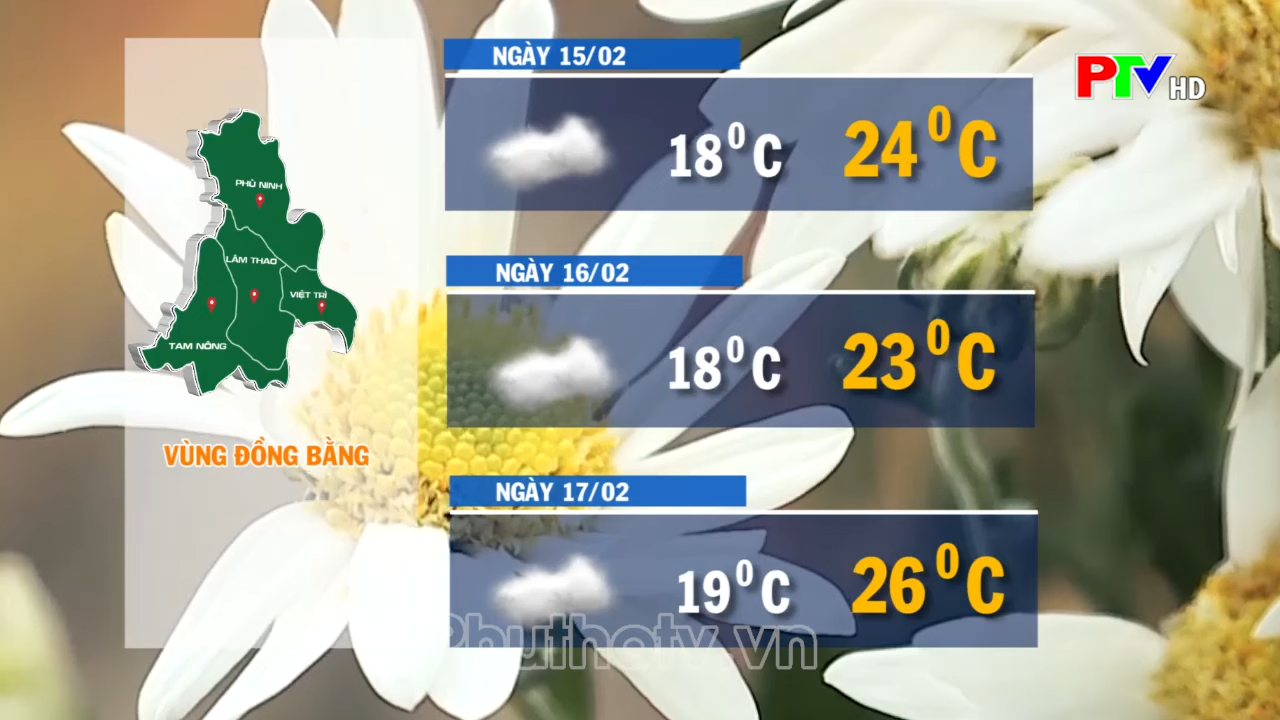 PTV HD
PHÙ NINH
LÂM THAO
VIỆT TRÌ
TAM NÔNG
VÙNG ĐỒNG BẰNG
NGÀY 15/02
18⁰C 24⁰C
NGÀY 16/02
18⁰C 23⁰C
NGÀY 17/02
19⁰C 26⁰C
Phuthotv.vn